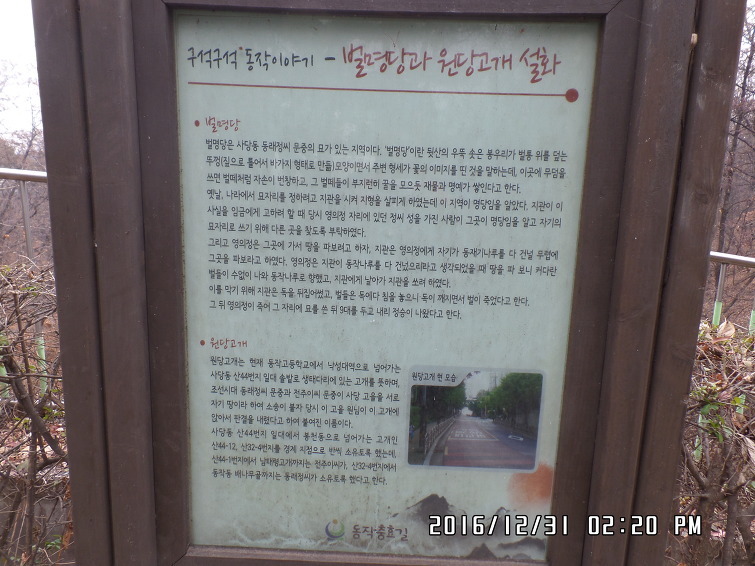 구석구석 동작이야기 - 벌명당과 원당고개 설화
벌명당
벌명당은 사당동 동래정씨 문중의 묘가 있는 지역이다. '벌명당'이란 뒷산의 우뚝 솟은 봉우리가 벌통 위를 덮는
뚜껑(짚으로 틀어서 바가지 형태로 만듦)모양이면서 주변 형세가 꽃의 이미지를 띤 것을 말하는데, 이곳에 무덤을
쓰면 벌떼처럼 자손이 번창하고, 그 벌떼들이 부지런히 꿀을 모으듯 재물과 명예가 쌓인다고 한다.
옛날, 나라에서 묘자리를 정하려고 지관을 시켜 지형을 살피게 하였는데 이 지역이 명당임을 알았다. 지관이 이
사실을 임금에게 고하려 할 때 당시 영의정 자리에 있던 정씨 성을 가진 사람이 그곳이 명당임을 알고 자기의
묘자리로 쓰기 위해 다른 곳을 찾도록 부탁하였다.
그리고 영의정은 그곳에 가서 땅을 파보려고 하자, 지관은 영의정에게 자기가 동재기나루를 다 건널 무렵에
그곳을 파보라고 하였다. 영의정은 지관이 동작나루를 다 건넜으리라고 생각되었을 때 땅을 파 보니 커다란
벌들이 수없이 나와 동작나루로 향했고, 지관에게 날아가 지관을 쏘려 하였다.
이를 막기 위해 지관은 독을 뒤집어썼고, 벌들은 독에다 침을 놓으니 독이 깨지면서 벌이 죽었다고 한다.
그 뒤 영의정이 죽어 그 자리에 묘를 쓴 뒤 9대를 두고 내리 정승이 나왔다고 한다.
원당고개
원당고개는 현재 동작고등학교에서 낙성대역으로 넘어가는
사당동 산44번지 일대 솔밭로 생태다리에 있는 고개를 뜻하며,
조선시대 동래정씨 문중과 전주이씨 문중이 사당 고을을 서로
자기 땅이라 하여 소송이 붙자 당시 이 고을 원님이 이 고개에
앉아서 판결을 내렸다고 하여 붙여진 이름이다.
사당동 산44번지 일대에서 봉천동으로 넘어가는 고개인
산44-12, 산32-4번지를 경계 지점으로 반씩 소유토록 했는데,
산44-1번지에서 남태령고개까지는 전주이씨가, 산32-4번지에서
동작동 배나무골까지는 동래정씨가 소유토록 했다고 한다.
원당고개 현 모습
동작충효길
2016/12/31 02:20 PM